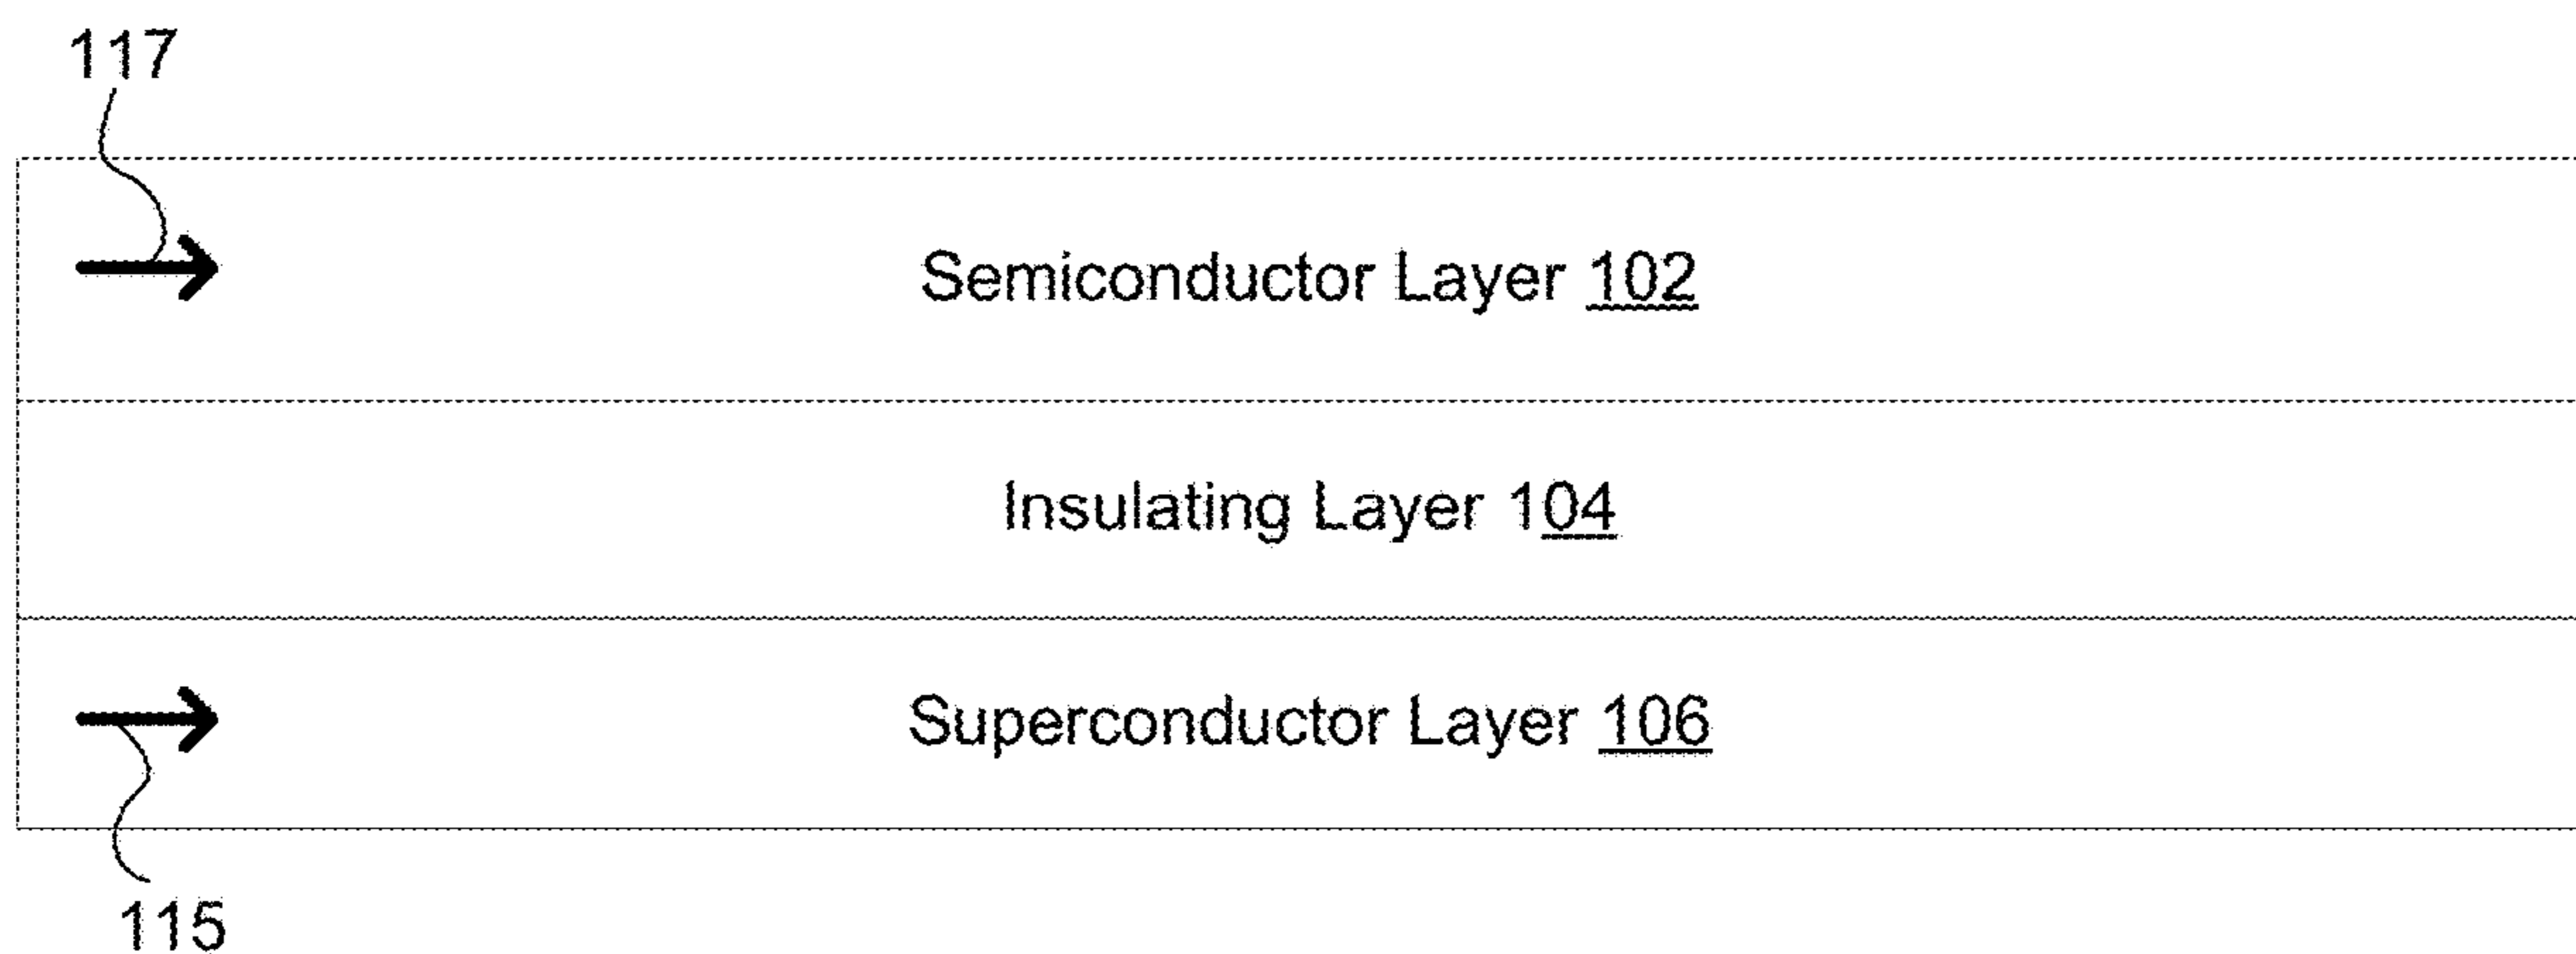 117
Semiconductor Layer 102
Insulating Layer 104
Superconductor Layer 106
115